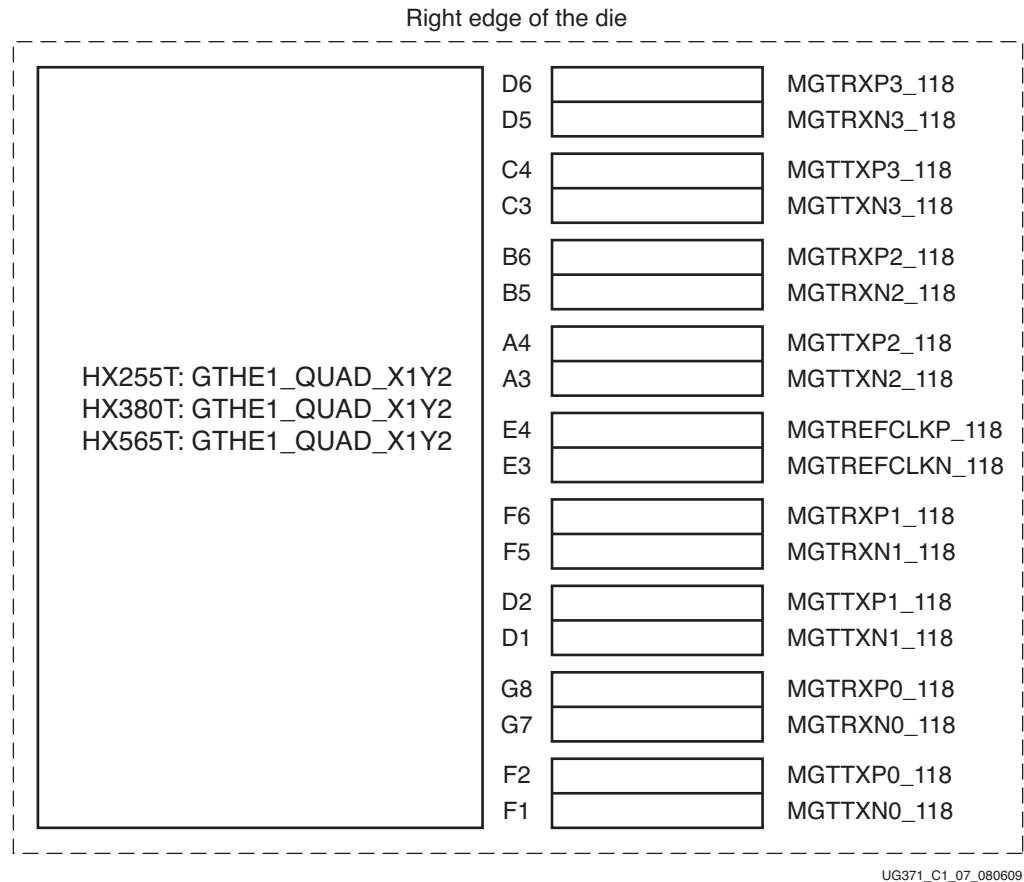 Right edge of the die
D6 MGTRXP3_118
D5 MGTRXN3_118
C4 MGTTXP3_118
C3 MGTTXN3_118
B6 MGTRXP2_118
B5 MGTRXN2_118
A4 MGTTXP2_118
A3 MGTTXN2_118
HX255T: GTHE1_QUAD_X1Y2
HX380T: GTHE1_QUAD_X1Y2
HX565T: GTHE1_QUAD_X1Y2
E4 MGTREFCLKP_118
E3 MGTREFCLKN_118
F6 MGTRXP1_118
F5 MGTRXN1_118
D2 MGTTXP1_118
D1 MGTTXN1_118
G8 MGTRXP0_118
G7 MGTRXN0_118
F2 MGTTXP0_118
F1 MGTTXN0_118
UG371_C1_07_080609